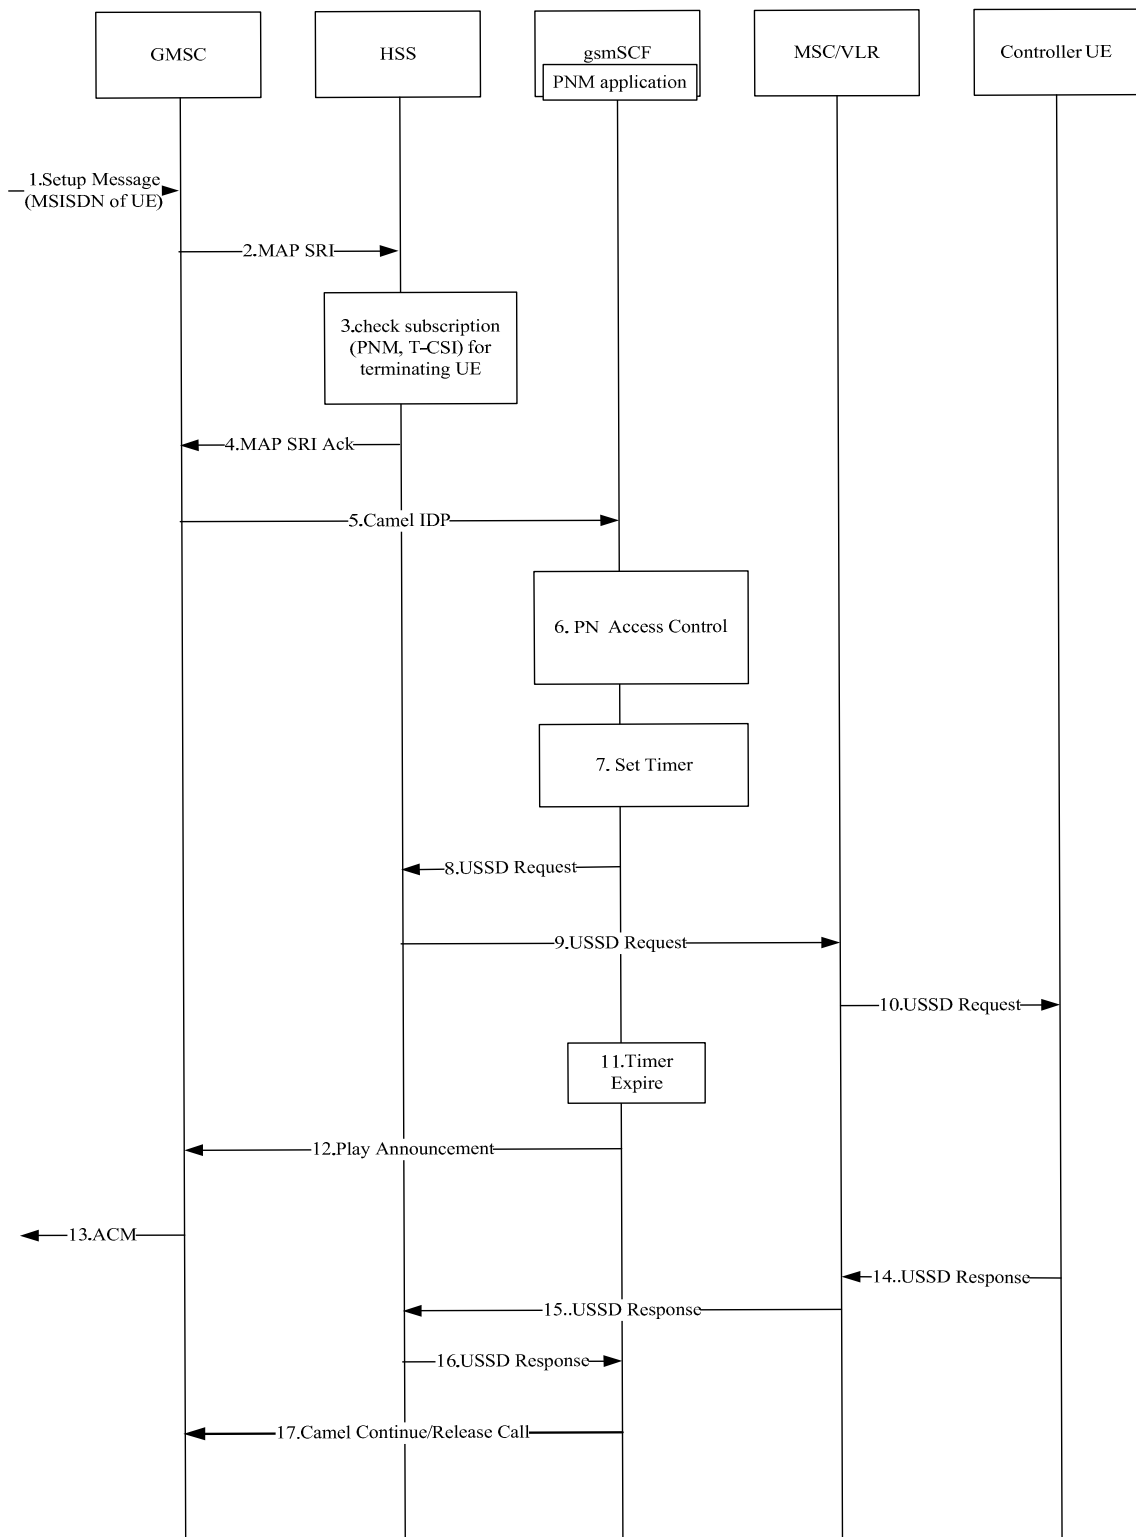 GMSC
HSS
gsmSCF
PNM application
MSC/VLR
Controller UE
1.Setup Message
(MSISDN of UE)
2.MAP SRI
3.check subscription
(PNM, T-CSI) for
terminating UE
4.MAP SRI Ack
5.Camel IDP
6. PN Access Control
7. Set Timer
8.USSD Request
9.USSD Request
10.USSD Request
11.Timer
Expire
12.Play Announcement
13.ACM
14..USSD Response
15..USSD Response
16.USSD Response
17.Camel Continue/Release Call